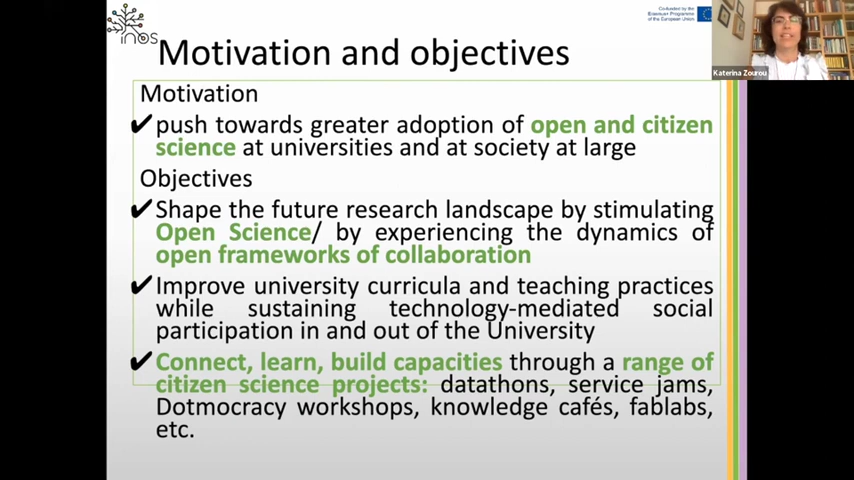 inos
Motivation and objectives
Co-funded by the
Erasmus+ Programme
of the European Union
Katerina Zourou
Motivation
✔push towards greater adoption of open and citizen
science at universities and at society at large
Objectives
✔Shape the future research landscape by stimulating
Open Science/ by experiencing the dynamics of
open frameworks of collaboration
✔Improve university curricula and teaching practices
while sustaining technology-mediated social
participation in and out of the University
✔Connect, learn, build capacities through a range of
citizen science projects: datathons, service jams,
Dotmocracy workshops, knowledge cafés, fablabs,
etc.